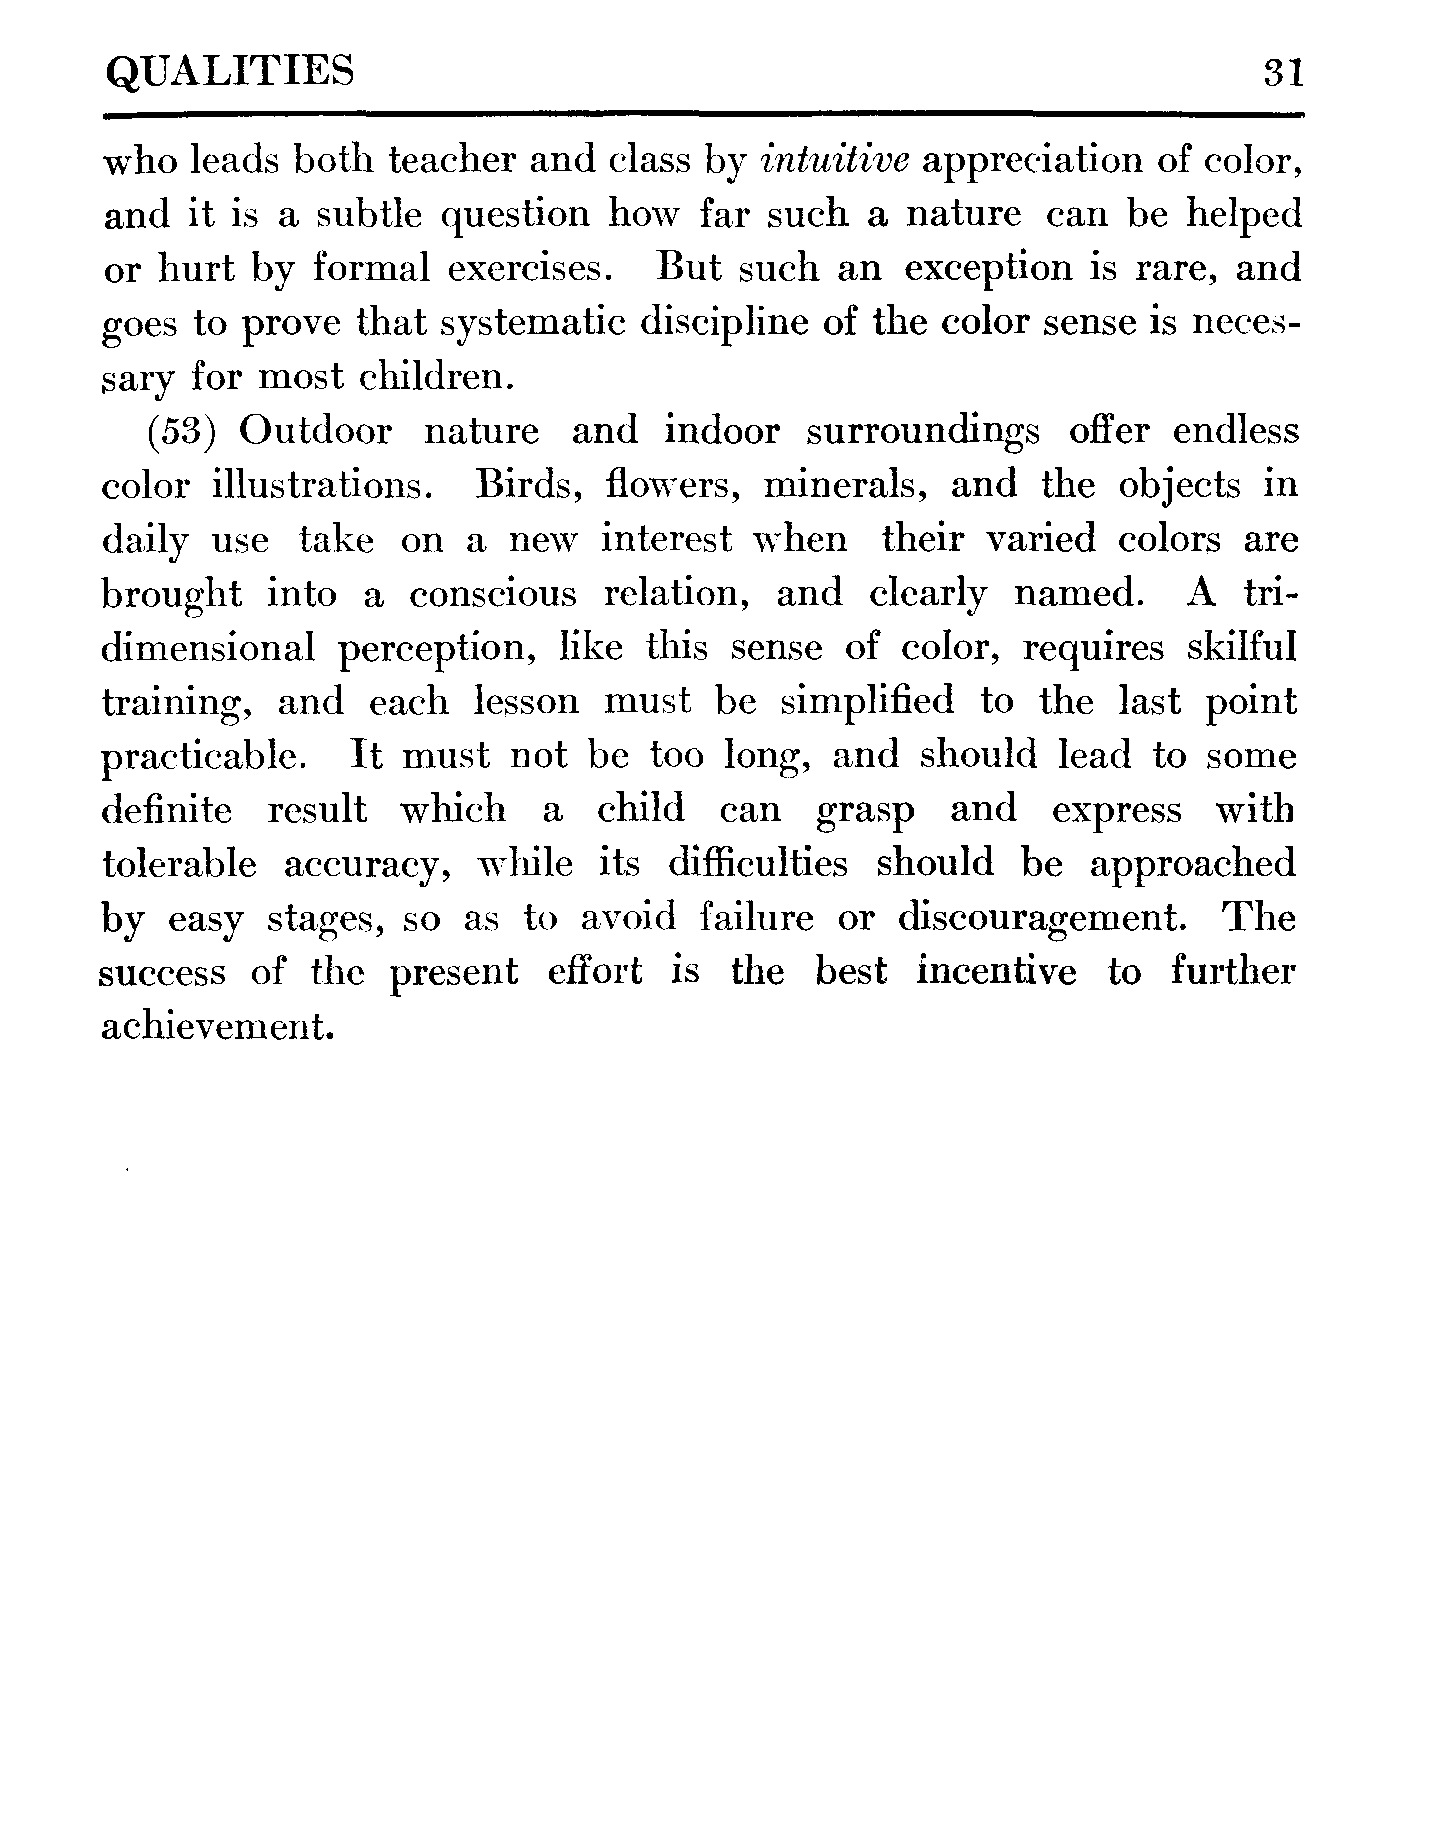 QUALITIES 31
who leads both teacher and class by intuitive appreciation of color,
and it is a subtle question how far such a nature can be helped
or hurt by formal exercises. But such an exception is rare, and
goes to prove that systematic discipline of the color sense is neces-
sary for most children.
(53) Outdoor nature and indoor surroundings offer endless
color illustrations. Birds, flowers, minerals, and the objects in
daily use take on a new interest when their varied colors are
brought into a conscious relation, and clearly named. A tri-
dimensional perception, like this sense of color, requires skilful
training, and each lesson must be simplified to the last point
practicable. It must not be too long, and should lead to some
definite result which a child can grasp and express with
tolerable accuracy, while its difficulties should be approached
by easy stages, so as to avoid failure or discouragement. The
success of the present effort is the best incentive to further
achievement.